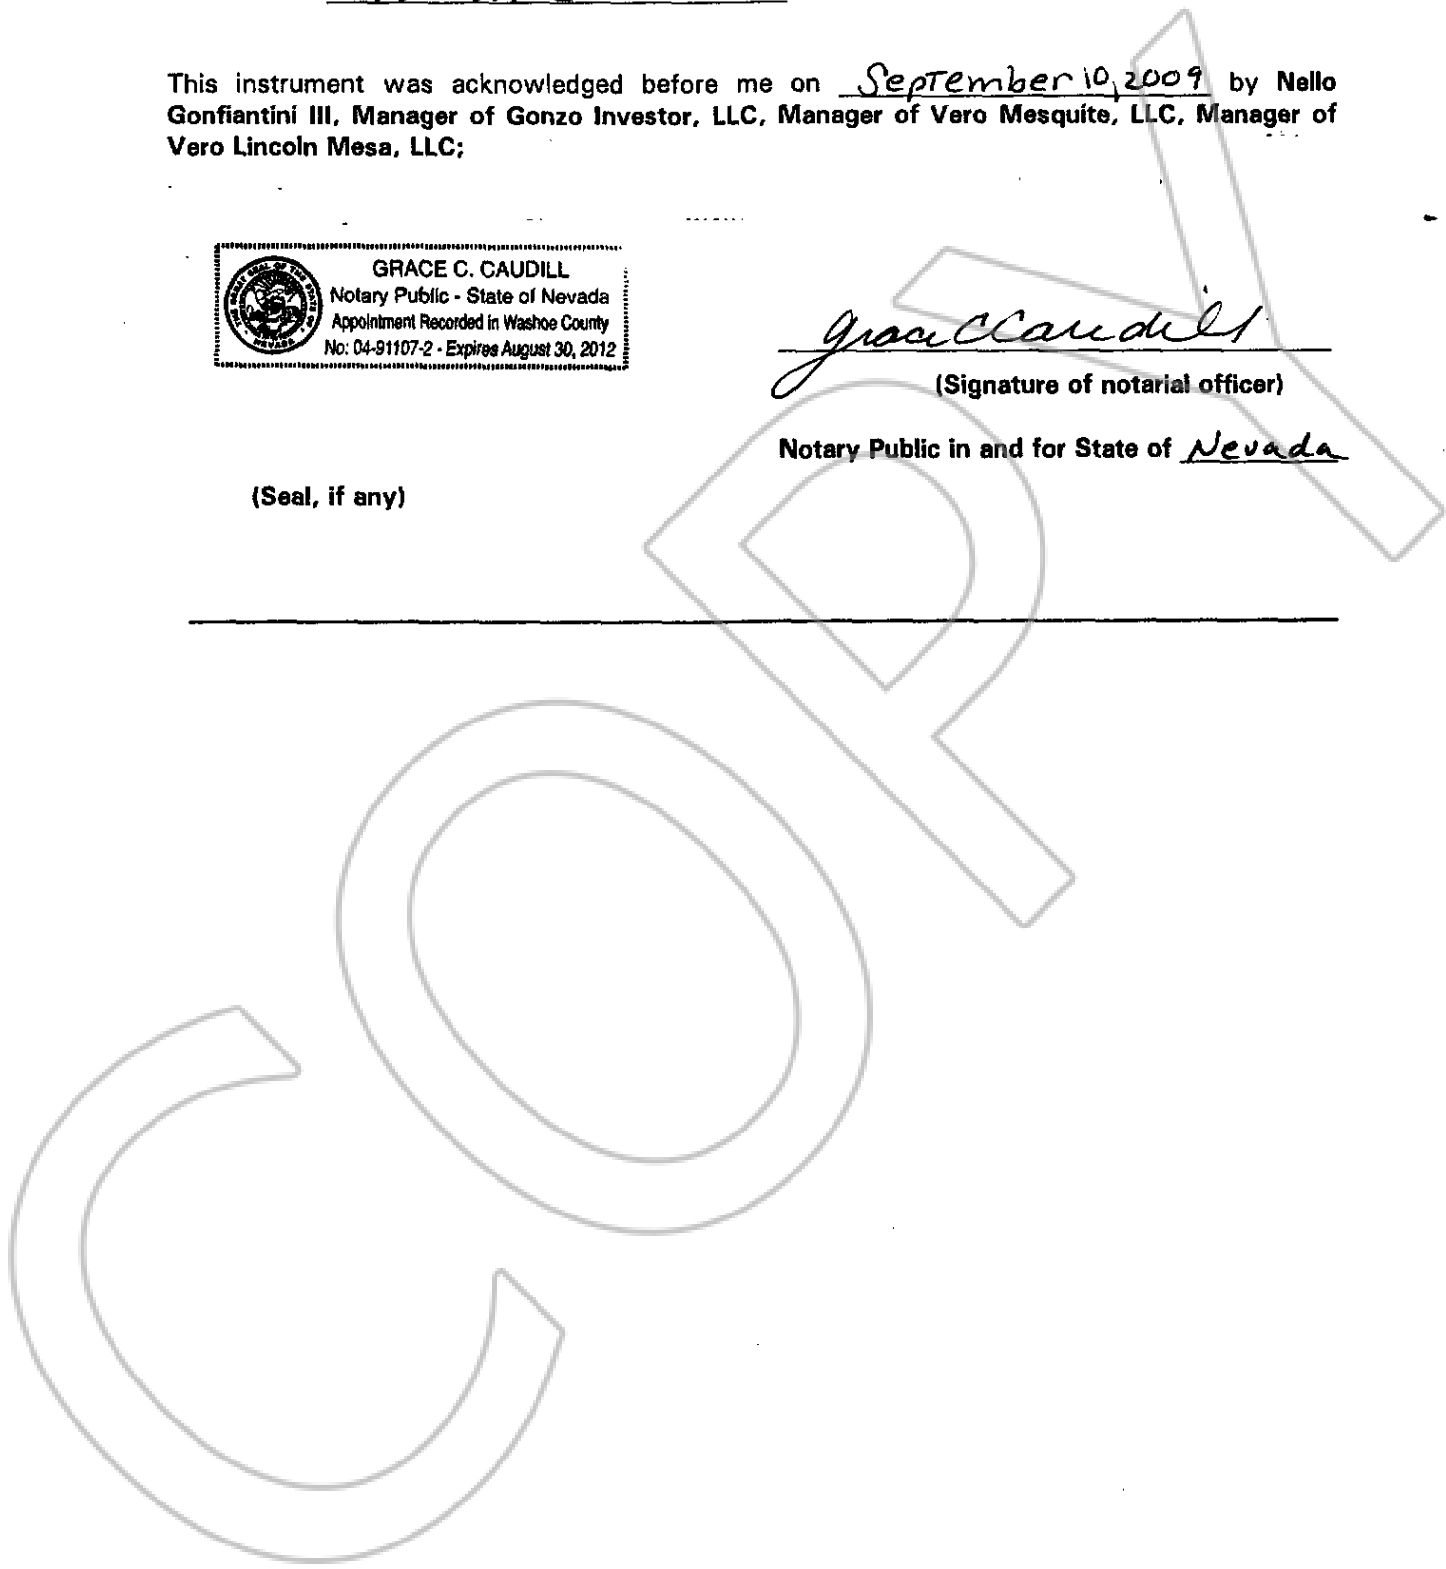 This instrument was acknowledged before me on September 10, 2009 by Nello
Gonfiantini III, Manager of Gonzo Investor, LLC, Manager of Vero Mesquite, LLC, Manager of
Vero Lincoln Mesa, LLC;
GRACE C. CAUDILL
Notary Public - State of Nevada
Appointment Recorded in Washoe County
No: 04-91107-2 - Expires August 30, 2012
Grace C Caudill
(Signature of notarial officer)
Notary Public in and for State of Nevada
(Seal, if any)
COPY